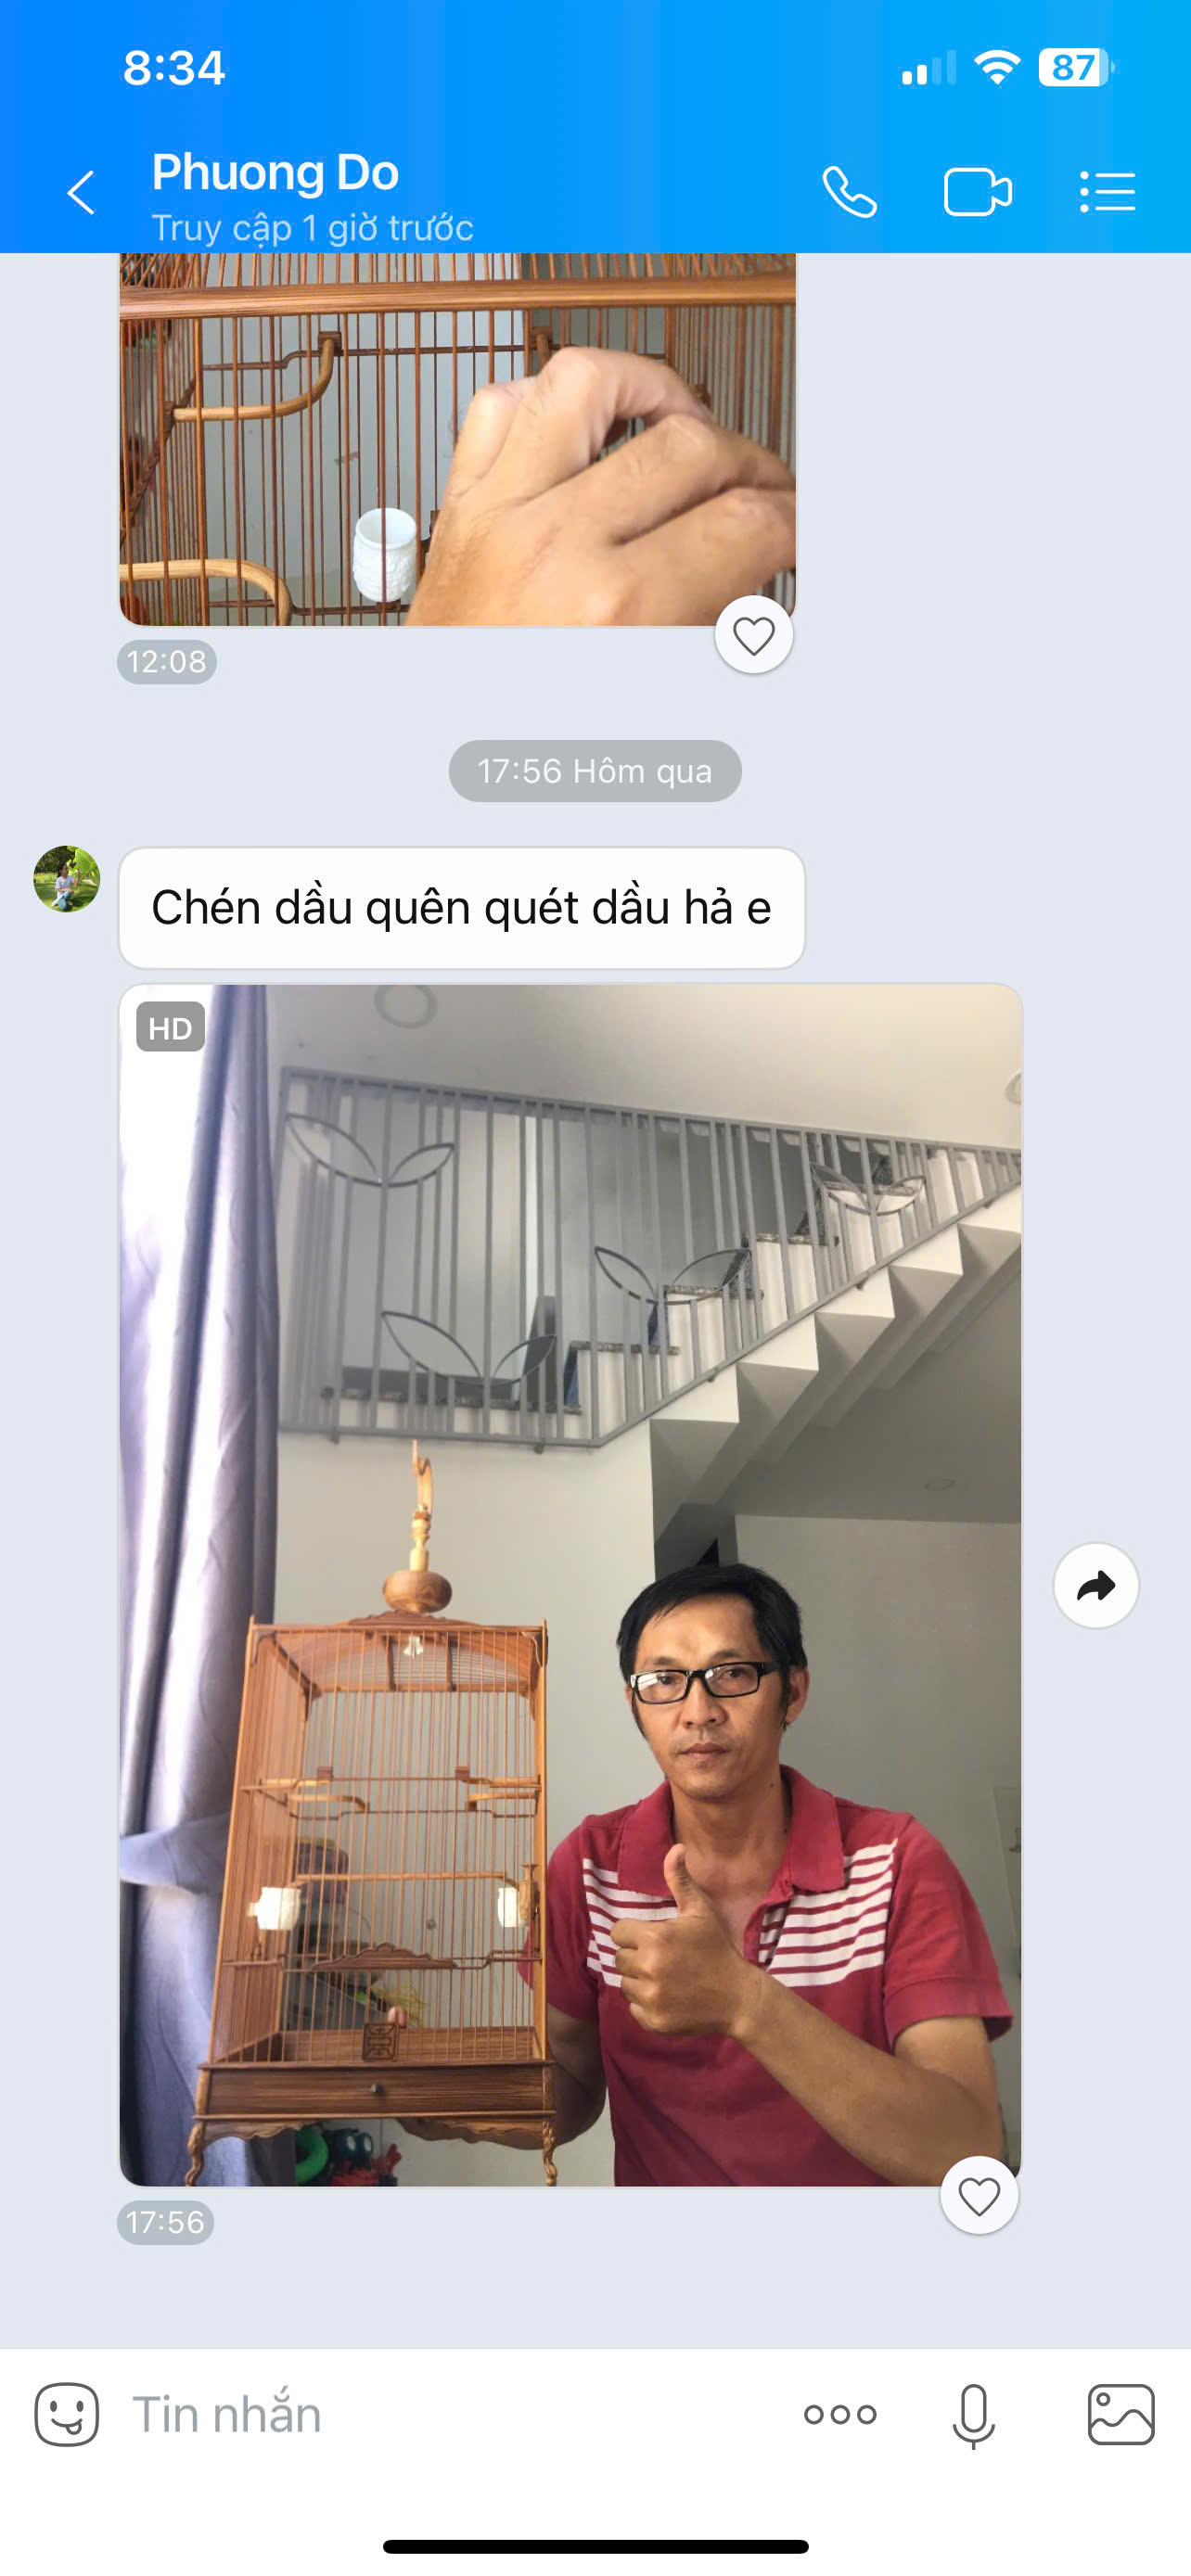 8:34
87
Phuong Do
Truy cập 1 giờ trước
12:08
17:56 Hôm qua
Chén dầu quên quét dầu hả e
HD
17:56
Tin nhắn